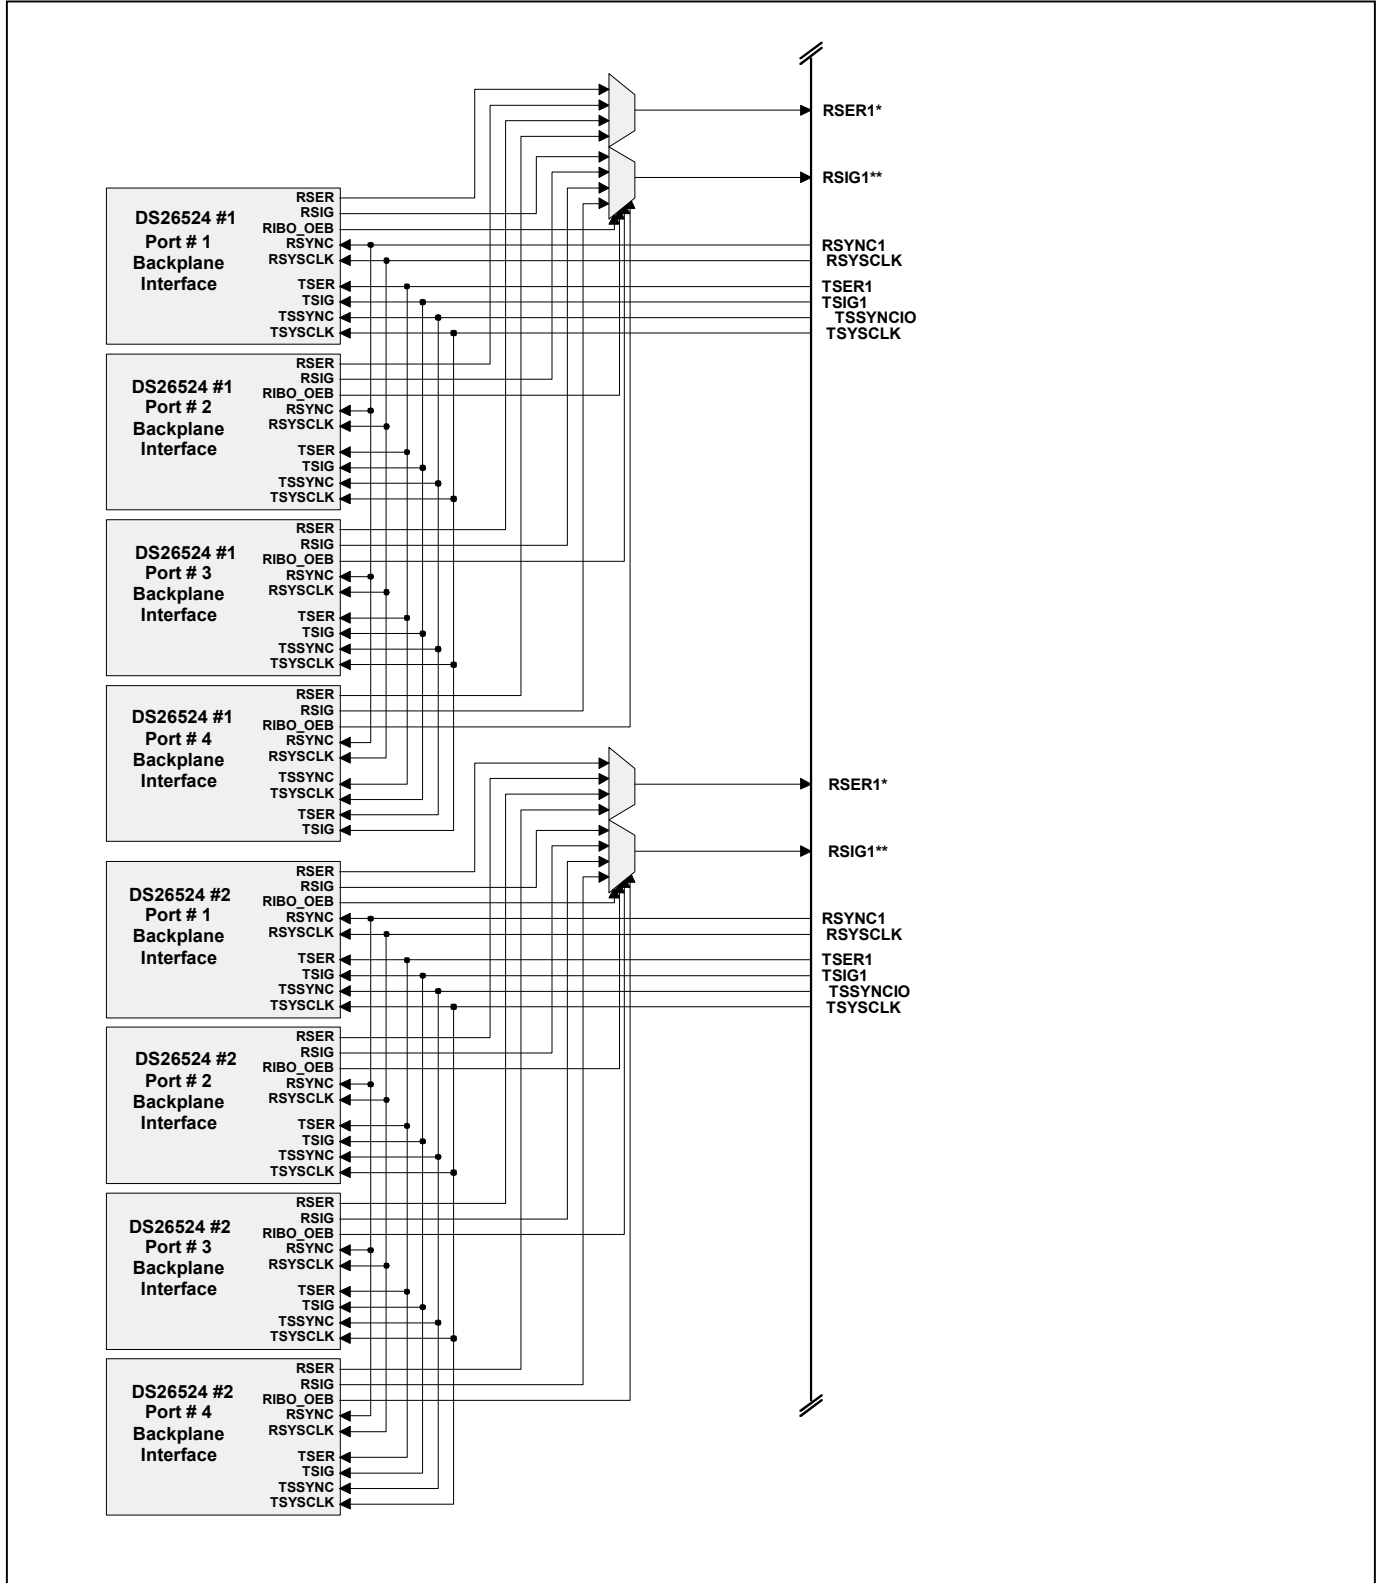 RSER1*
RSIG1**
DS26524 #1
Port # 1
Backplane
Interface
RSER
RSIG
RIBO_OEB
RSYNC
RSYSCLK
TSER
TSIG
TSSYNC
TSYSCLK
RSYNC1
RSYSCLK
TSER1
TSIG1
TSSYNCIO
TSYSCLK
DS26524 #1
Port # 2
Backplane
Interface
RSER
RSIG
RIBO_OEB
RSYNC
RSYSCLK
TSER
TSIG
TSSYNC
TSYSCLK
DS26524 #1
Port # 3
Backplane
Interface
RSER
RSIG
RIBO_OEB
RSYNC
RSYSCLK
TSER
TSIG
TSSYNC
TSYSCLK
DS26524 #1
Port # 4
Backplane
Interface
RSER
RSIG
RIBO_OEB
RSYNC
RSYSCLK
TSSYNC
TSYSCLK
TSER
TSIG
RSER1*
RSIG1**
DS26524 #2
Port # 1
Backplane
Interface
RSER
RSIG
RIBO_OEB
RSYNC
RSYSCLK
TSER
TSIG
TSSYNC
TSYSCLK
RSYNC1
RSYSCLK
TSER1
TSIG1
TSSYNCIO
TSYSCLK
DS26524 #2
Port # 2
Backplane
Interface
RSER
RSIG
RIBO_OEB
RSYNC
RSYSCLK
TSER
TSIG
TSSYNC
TSYSCLK
DS26524 #2
Port # 3
Backplane
Interface
RSER
RSIG
RIBO_OEB
RSYNC
RSYSCLK
TSER
TSIG
TSSYNC
TSYSCLK
DS26524 #2
Port # 4
Backplane
Interface
RSER
RSIG
RIBO_OEB
RSYNC
RSYSCLK
TSER
TSIG
TSSYNC
TSYSCLK